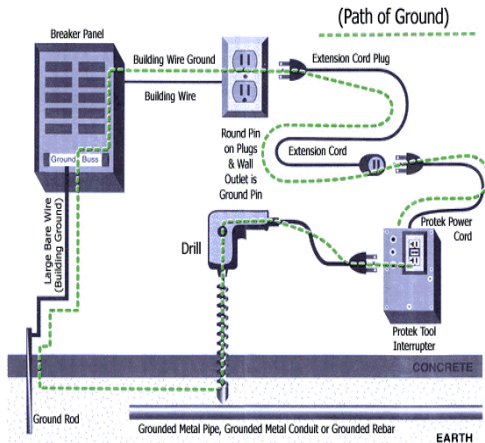 (Path of Ground)
Breaker Panel
Building Wire Ground
Extension Cord Plug
Building Wire
Round Pin
on Plugs
& Wall
Outlet is
Ground Pin
Extension Cord
Ground Buss
Large Bare Wire
(Building Ground)
Protek Power
Cord
Drill
Protek Tool
Interrupter
CONCRETE
Ground Rod
Grounded Metal Pipe, Grounded Metal Conduit or Grounded Rebar
EARTH